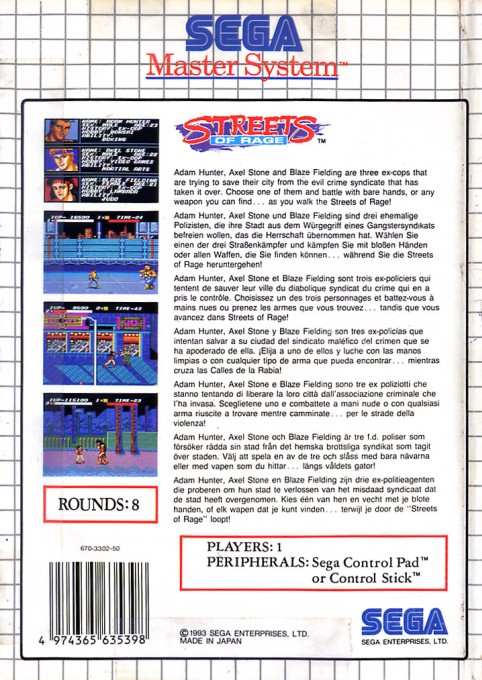 SEGA
Master System™
STREETS
OF RAGE ™
NAME: ADAM HUNTER
Adam Hunter, Axel Stone and Blaze Fielding are three ex-cops that
are trying to save their city from the evil crime syndicate that has
taken it over. Choose one of them and battle with bare hands, or any
weapon you can find... as you walk the Streets of Rage!
Adam Hunter, Axel Stone und Blaze Fielding sind drei ehemalige
Polizisten, die ihre Stadt aus dem Würgegriff eines Gangstersyndikats
befreien wollen, das die Herrschaft übernommen hat. Wählen Sie
einen der drei Straßenkämpfer und kämpfen Sie mit bloßen Händen
oder allen Waffen, die Sie finden können... während Sie die Streets
of Rage heruntergehen!
Adam Hunter, Axel Stone et Blaze Fielding sont trois ex-policiers qui
tentent de sauver leur ville du diabolique syndicat du crime qui en a
pris le contrôle. Choisissez un des trois personnages et battez-vous à
mains nues ou prenez les armes que vous trouvez... tandis que vous
avancez dans Streets of Rage!
Adam Hunter, Axel Stone y Blaze Fielding son tres ex-policías que
intentan salvar a su ciudad del sindicato maléfico del crimen que se
ha apoderado de ella. ¡Elija a uno de ellos y luche con las manos
limpias o con cualquier tipo de arma que pueda encontrar... mientras
cruza las Calles de la Rabia!
Adam Hunter, Axel Stone e Blaze Fielding sono tre ex poliziotti che
stanno tentando di liberare la loro città dall'associazione criminale che
l'ha invasa. Sceglietene uno e combattete a mani nude o con qualsiasi
arma riuscite a trovare mentre camminate... per le strade della
violenza!
Adam Hunter, Axel Stone och Blaze Fielding är tre f.d. poliser som
försöker rädda sin stad från det hemska brottsliga syndikat som tagit
över staden. Välj att spela en av de tre och slåss med bara nävarna
eller med vapen som du hittar... längs våldets gator!
Adam Hunter, Axel Stone en Blaze Fielding zijn drie ex-politieagenten
die proberen om hun stad te verlossen van het misdaad syndicaat dat
de stad heeft overgenomen. Kies één van hen en vecht met je blote
handen, of elk wapen dat je kunt vinden... terwijl je door de "Streets
of Rage" loopt!
ROUNDS: 8
670-3302-50
PLAYERS: 1
PERIPHERALS: Sega Control Pad™
or Control Stick™
4 974365 635398
©1993 SEGA ENTERPRISES, LTD.
MADE IN JAPAN
SEGA
SEGA ENTERPRISES, LTD.